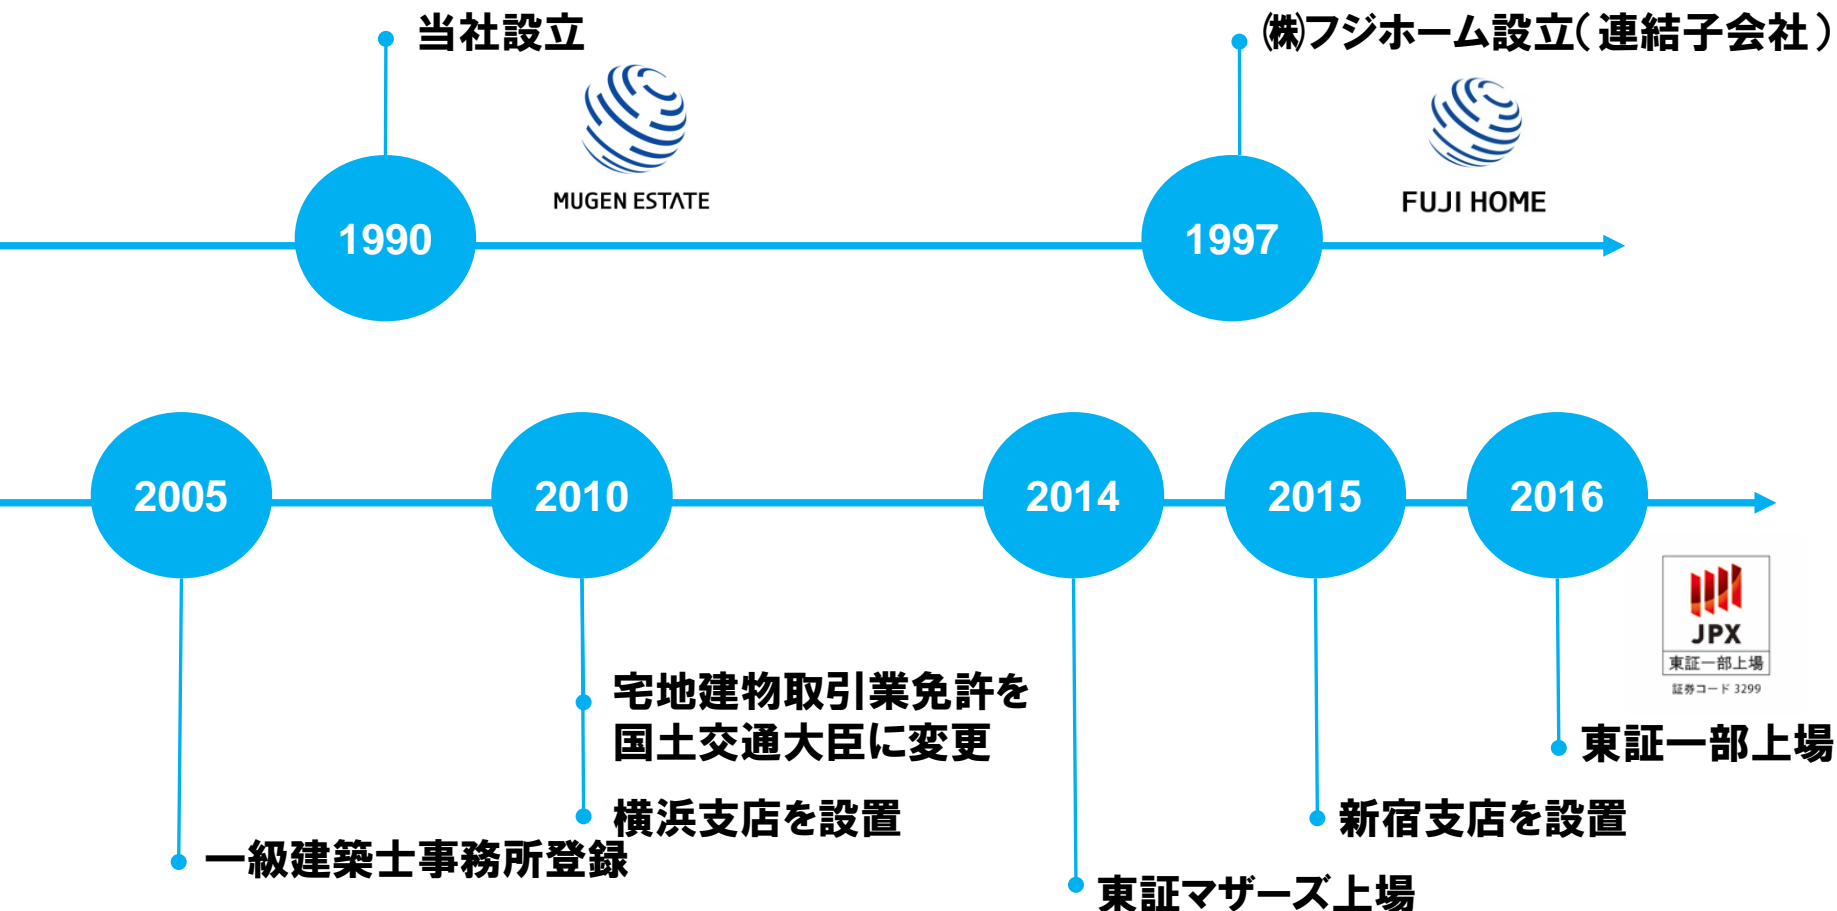 当社設立
㈱フジホーム設立(連結子会社)
MUGEN ESTATE
FUJI HOME
1990
1997
2005
2010
2014
2015
2016
JPX
東証一部上場
証券コード 3299
宅地建物取引業免許を
国土交通大臣に変更
東証一部上場
横浜支店を設置
新宿支店を設置
一級建築士事務所登録
東証マザーズ上場